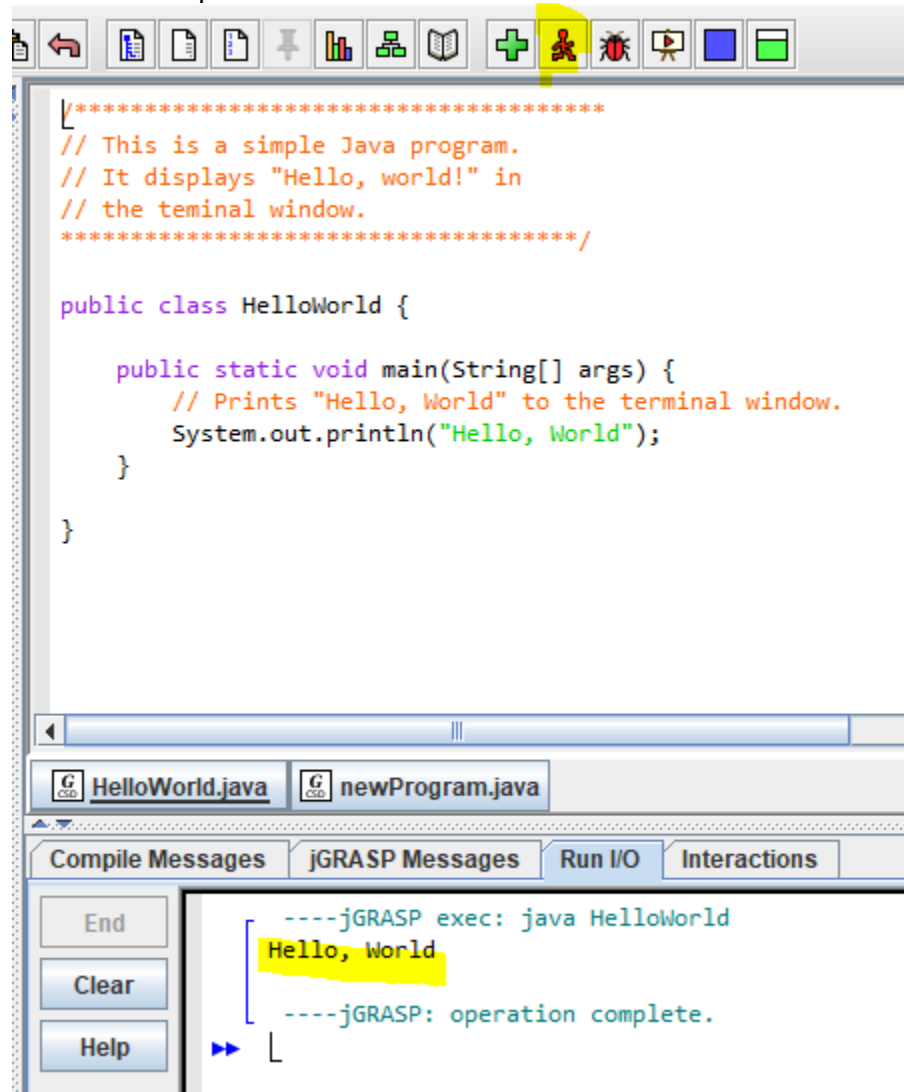 /**************************************
// This is a simple Java program.
// It displays "Hello, world!" in
// the teminal window.
*************************************/
public class HelloWorld {
public static void main(String[] args) {
// Prints "Hello, World" to the terminal window.
System.out.println("Hello, World");
}
}
G CSD HelloWorld.java G CSD newProgram.java
Compile Messages jGRASP Messages Run I/O Interactions
End
Clear
Help
----jGRASP exec: java HelloWorld
Hello, World
----jGRASP: operation complete.